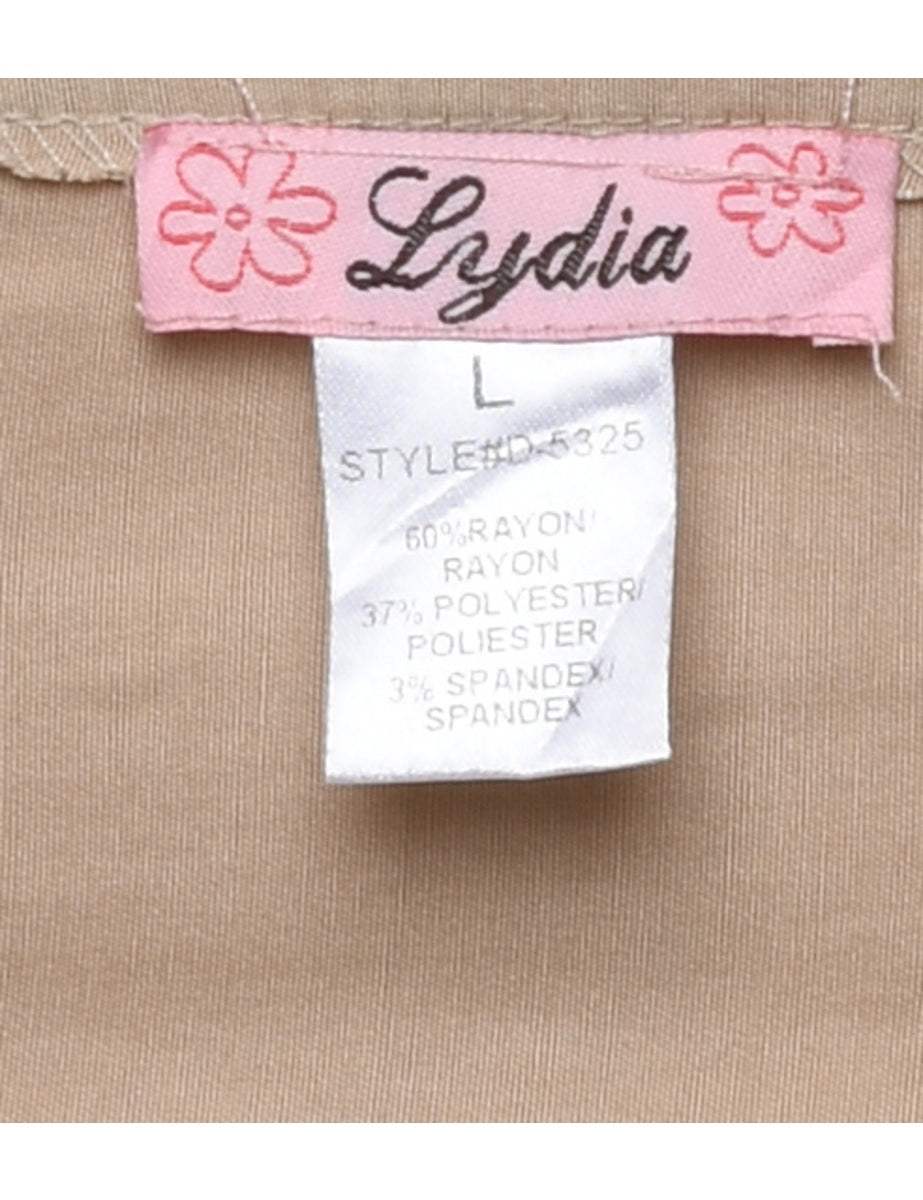 Lydia
L
STYLE#D-5325
60%RAYON/
RAYON
37% POLYESTER/
POLIESTER
3% SPANDEX/
SPANDEX